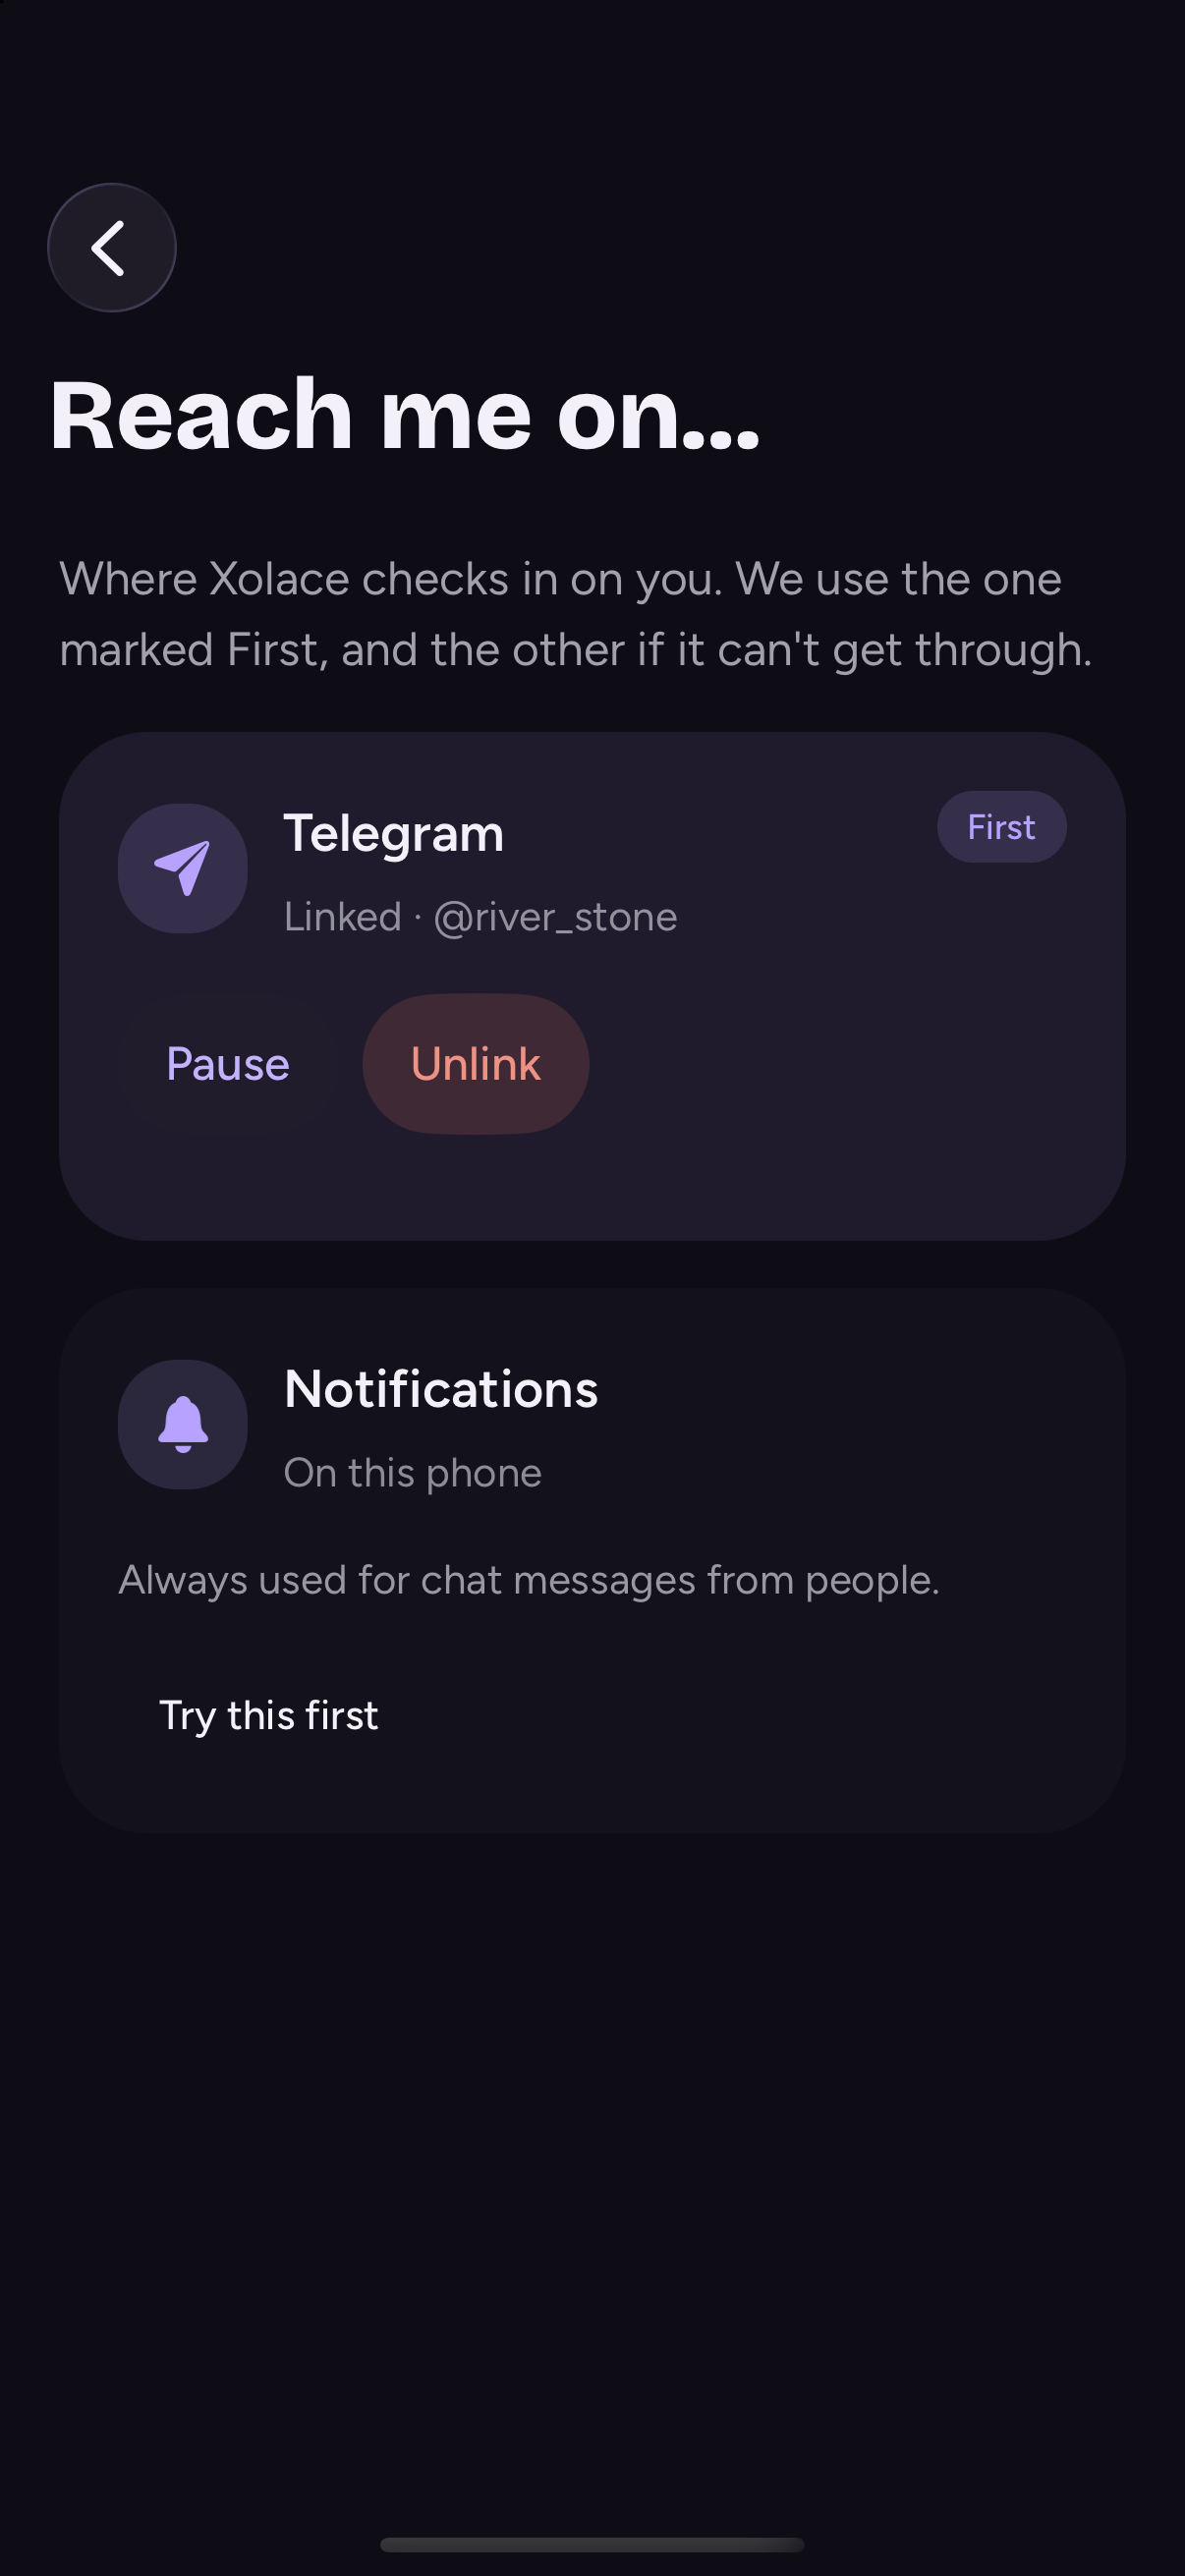 Reach me on...
Where Xolace checks in on you. We use the one
marked First, and the other if it can't get through.
Telegram
First
Linked · @river_stone
Pause
Unlink
Notifications
On this phone
Always used for chat messages from people.
Try this first